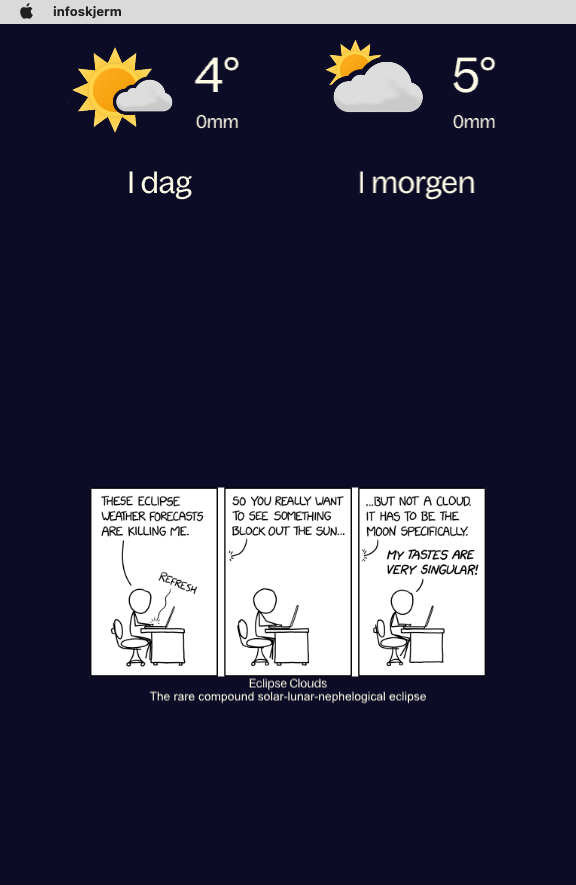 infoskjerm
4°
0mm
I dag
5°
0mm
I morgen
THESE ECLIPSE
WEATHER FORECASTS
ARE KILLING ME.
REFRESH
SO YOU REALLY WANT
TO SEE SOMETHING
BLOCK OUT THE SUN...
...BUT NOT A CLOUD.
IT HAS TO BE THE
MOON SPECIFICALLY.
MY TASTES ARE
VERY SINGULAR!
Eclipse Clouds
The rare compound solar-lunar-nephelogical eclipse